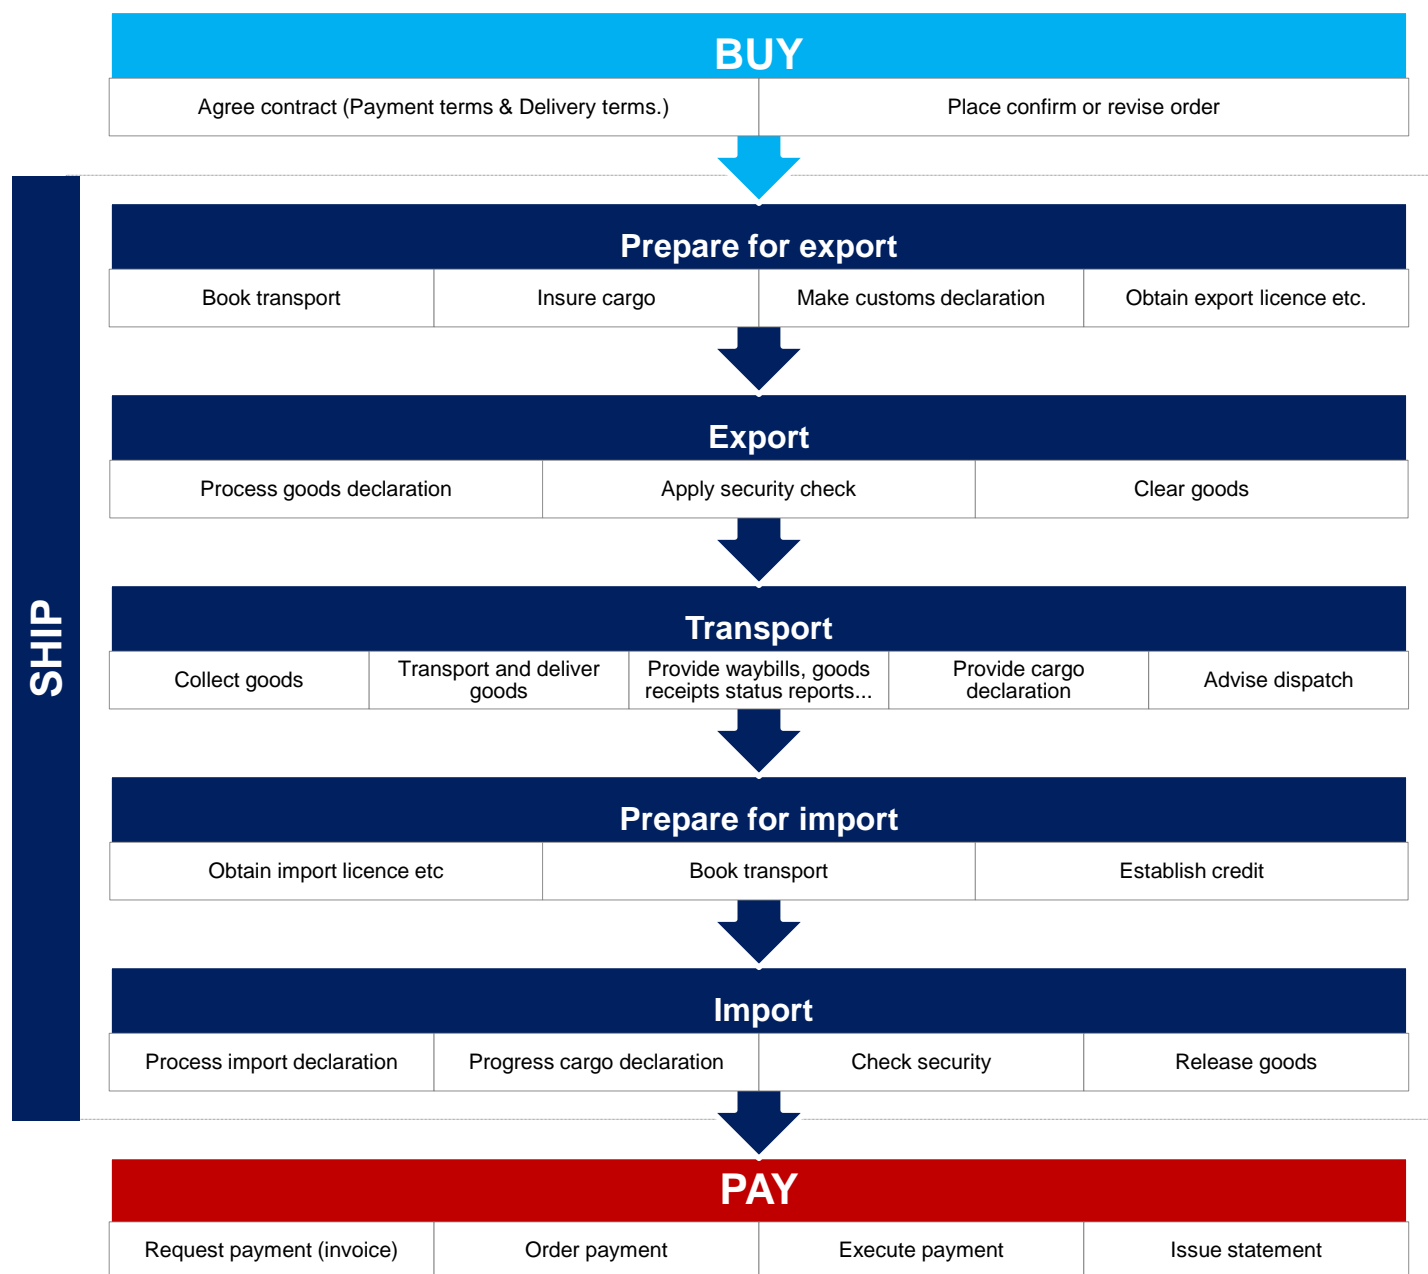 BUY
Agree contract (Payment terms & Delivery terms.)
Place confirm or revise order
SHIP
Prepare for export
Book transport
Insure cargo
Make customs declaration
Obtain export licence etc.
Export
Process goods declaration
Apply security check
Clear goods
Transport
Collect goods
Transport and deliver
goods
Provide waybills, goods
receipts status reports...
Provide cargo
declaration
Advise dispatch
Prepare for import
Obtain import licence etc
Book transport
Establish credit
Import
Process import declaration
Progress cargo declaration
Check security
Release goods
PAY
Request payment (invoice)
Order payment
Execute payment
Issue statement